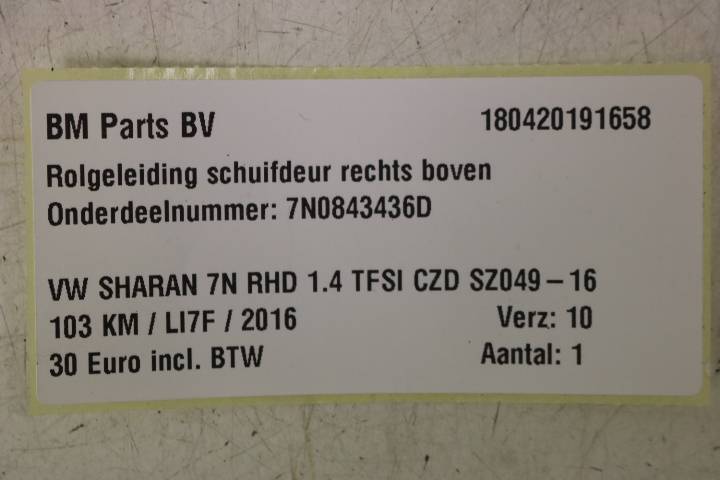 BM Parts BV 180420191658
Rolgeleiding schuifdeur rechts boven
Onderdeelnummer: 7N0843436D
VW SHARAN 7N RHD 1.4 TFSI CZD SZ049-16
103 KM / LI7F / 2016 Verz: 10
30 Euro incl. BTW Aantal: 1